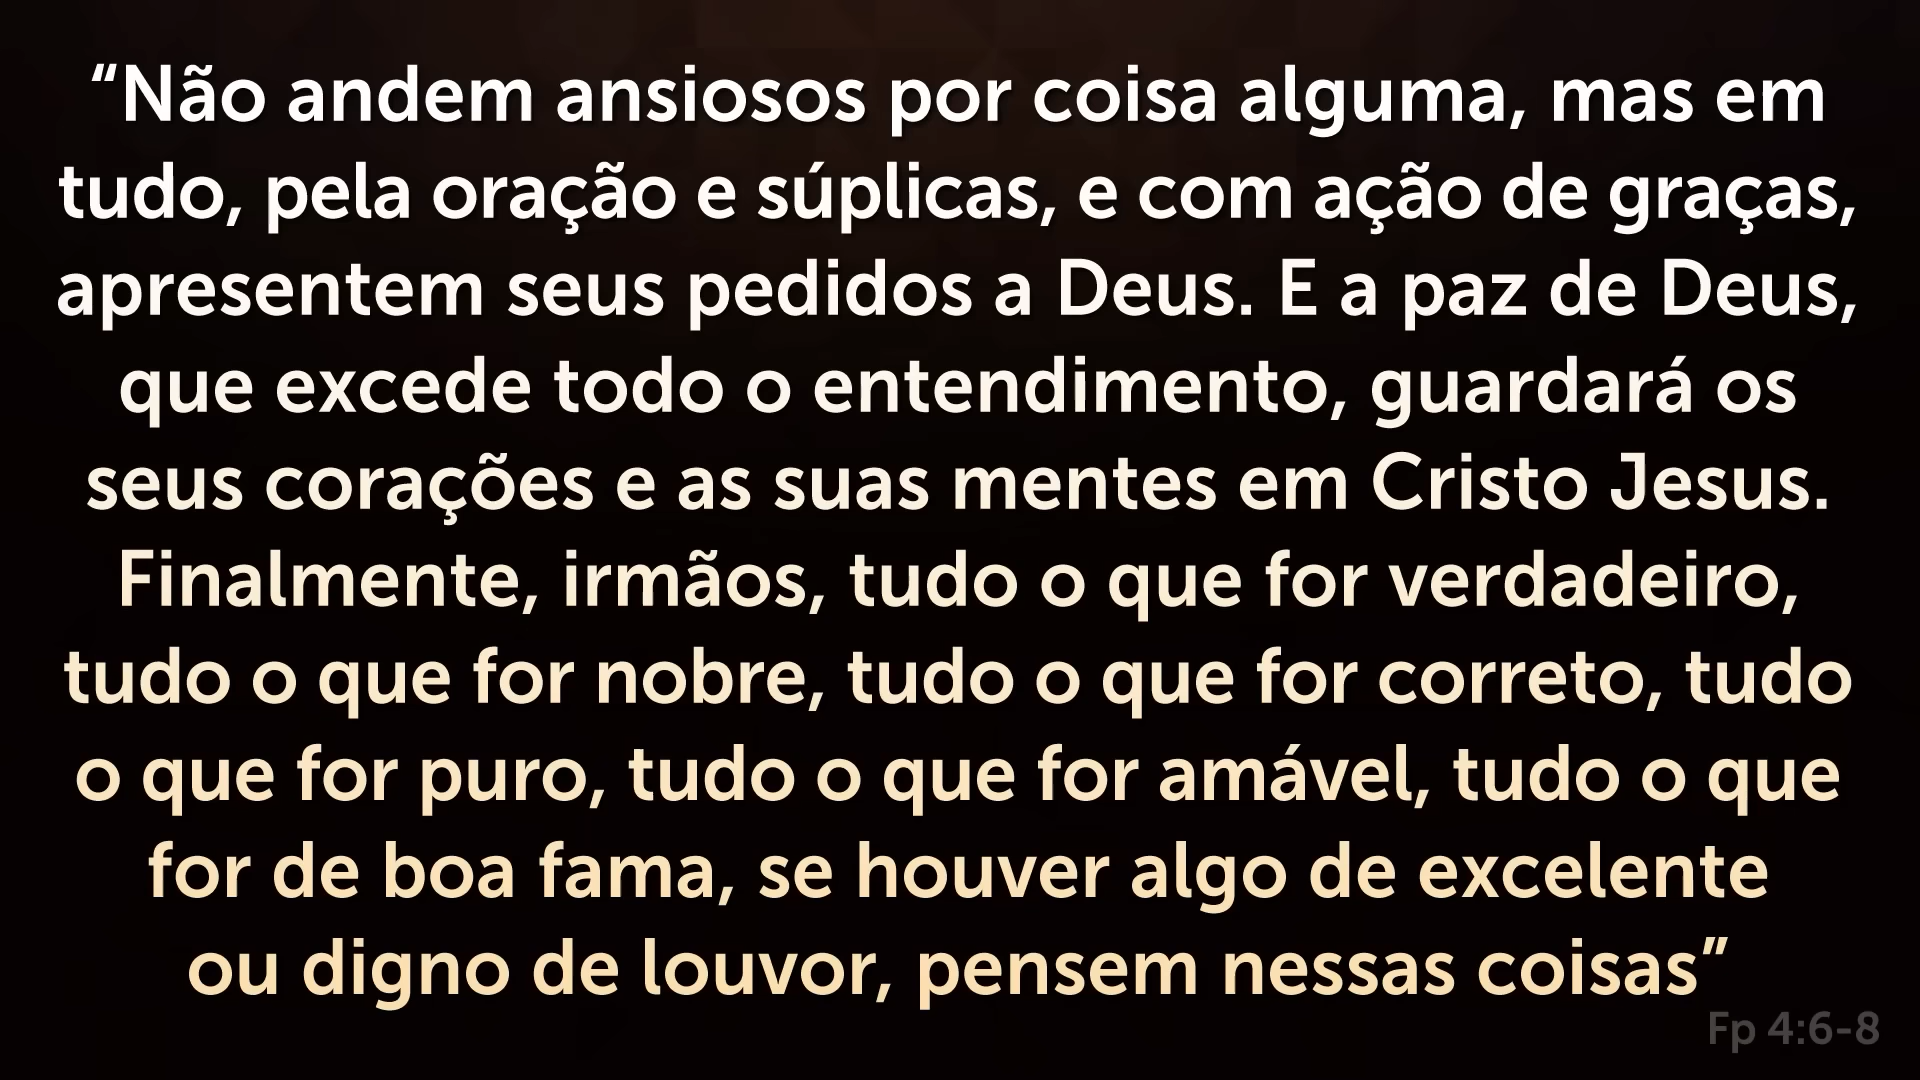 “Não andem ansiosos por coisa alguma, mas em
tudo, pela oração e súplicas, e com ação de graças,
apresentem seus pedidos a Deus. E a paz de Deus,
que excede todo o entendimento, guardará os
seus corações e as suas mentes em Cristo Jesus.
Finalmente, irmãos, tudo o que for verdadeiro,
tudo o que for nobre, tudo o que for correto, tudo
o que for puro, tudo o que for amável, tudo o que
for de boa fama, se houver algo de excelente
ou digno de louvor, pensem nessas coisas”
Fp 4:6-8